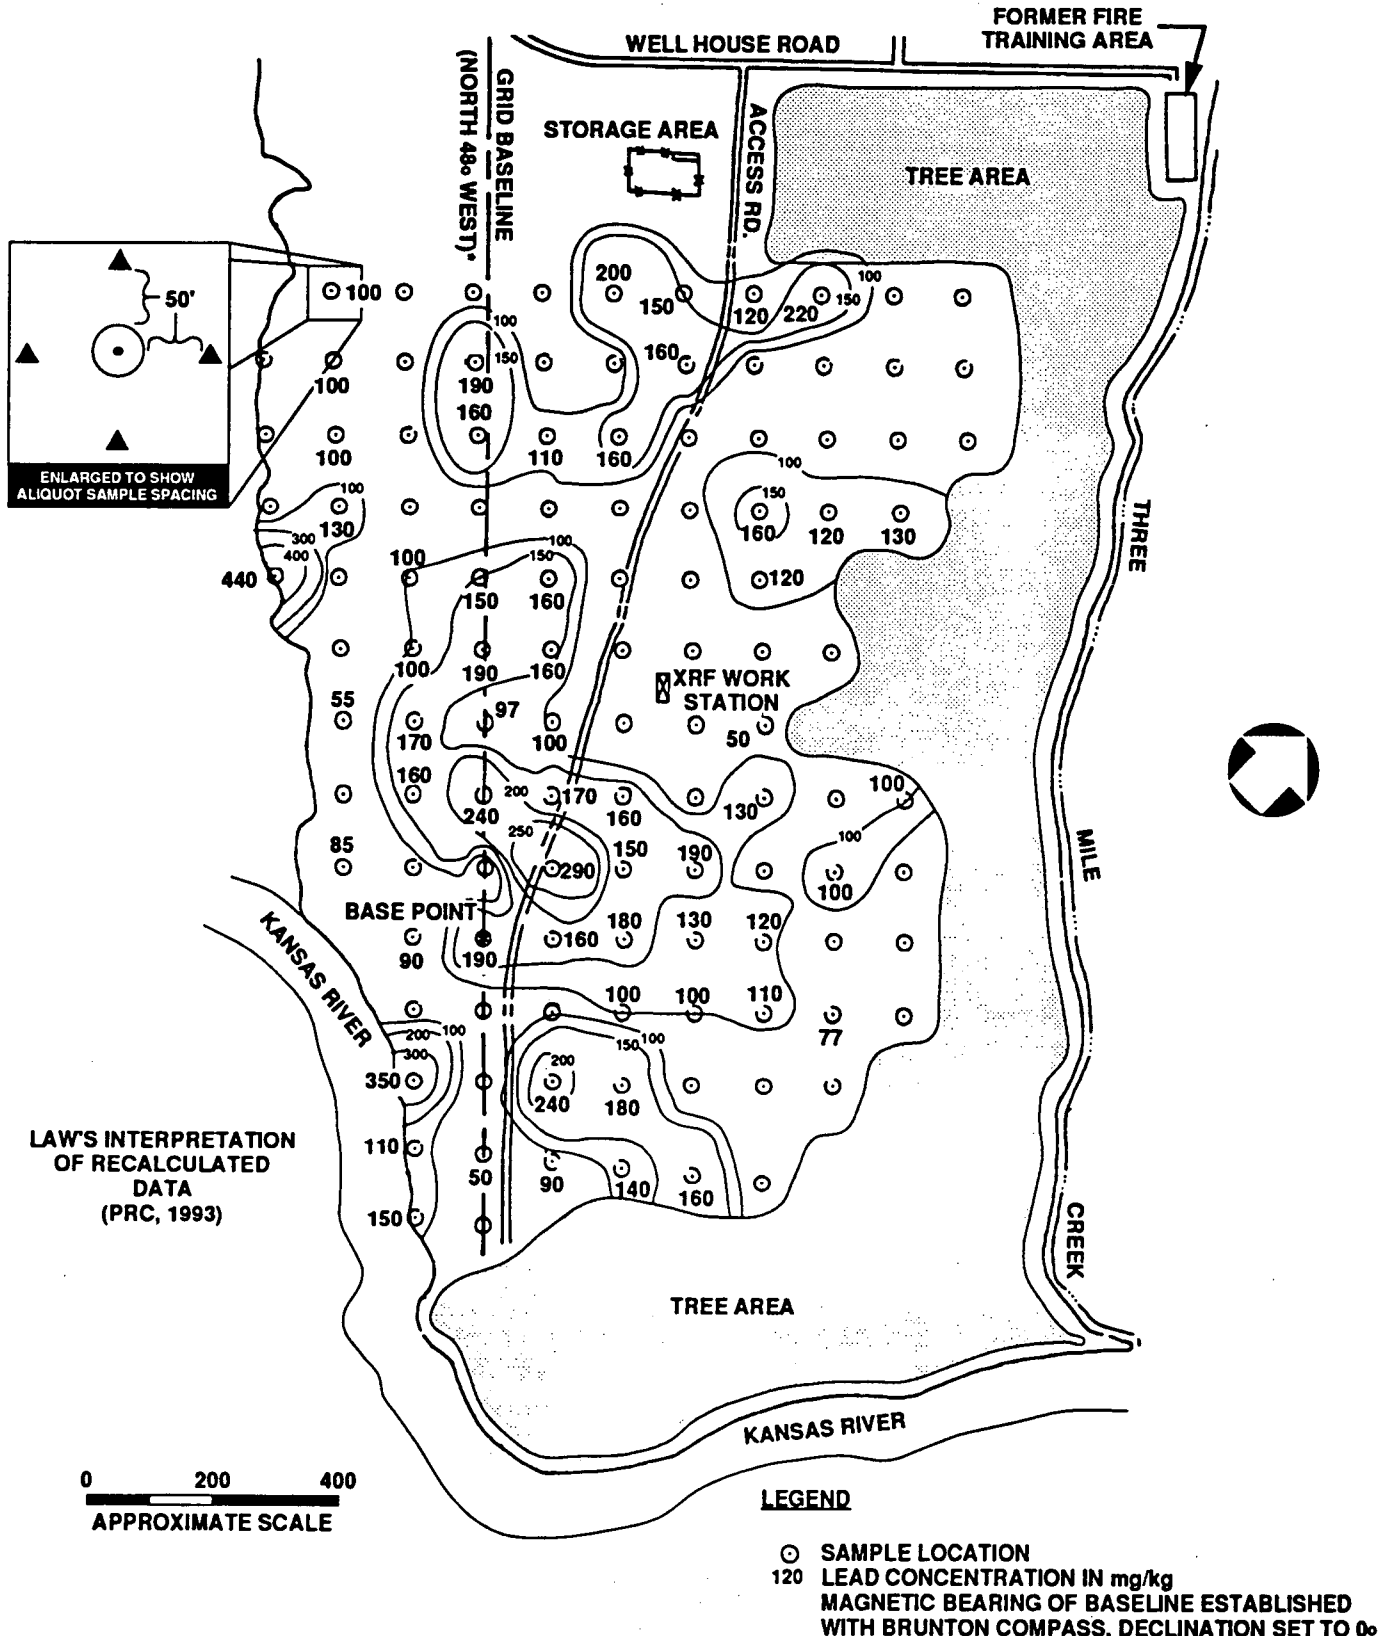 FORMER FIRE
TRAINING AREA
WELL HOUSE ROAD
GRID BASELINE
(NORTH 48o WEST)*
STORAGE AREA
ACCESS RD.
TREE AREA
50'
ENLARGED TO SHOW
ALIQUOT SAMPLE SPACING
100
200
150
120
220
100
150
100
100
150
190
160
160
100
110
160
100
150
160
120
130
120
100
130
300
400
440
100
100
150
150
160
100
190
160
XRF WORK
STATION
55
97
170
100
50
160
240
200
170
160
130
100
100
85
250
290
150
190
100
BASE POINT
90
190
160
180
130
120
100
100
110
77
200
100
300
350
200
240
150
100
180
110
50
90
140
160
150
KANSAS RIVER
THREE
MILE
CREEK
LAW'S INTERPRETATION
OF RECALCULATED
DATA
(PRC, 1993)
TREE AREA
KANSAS RIVER
0 200 400
APPROXIMATE SCALE
LEGEND
SAMPLE LOCATION
120 LEAD CONCENTRATION IN mg/kg
MAGNETIC BEARING OF BASELINE ESTABLISHED
WITH BRUNTON COMPASS, DECLINATION SET TO 0o